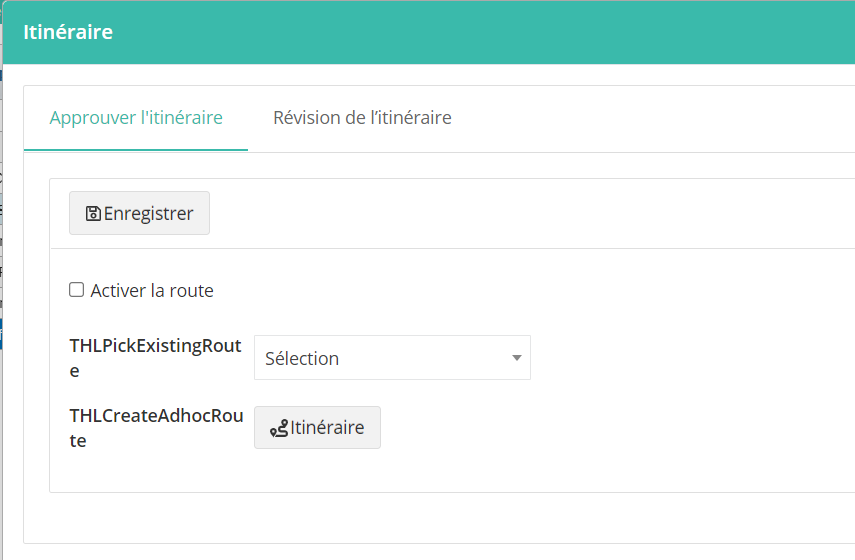 Itinéraire
Approuver l'itinéraire
Révision de l’itinéraire
Enregistrer
Activer la route
THLPickExistingRout
e
Sélection
THLCreateAdhocRou
te
Itinéraire